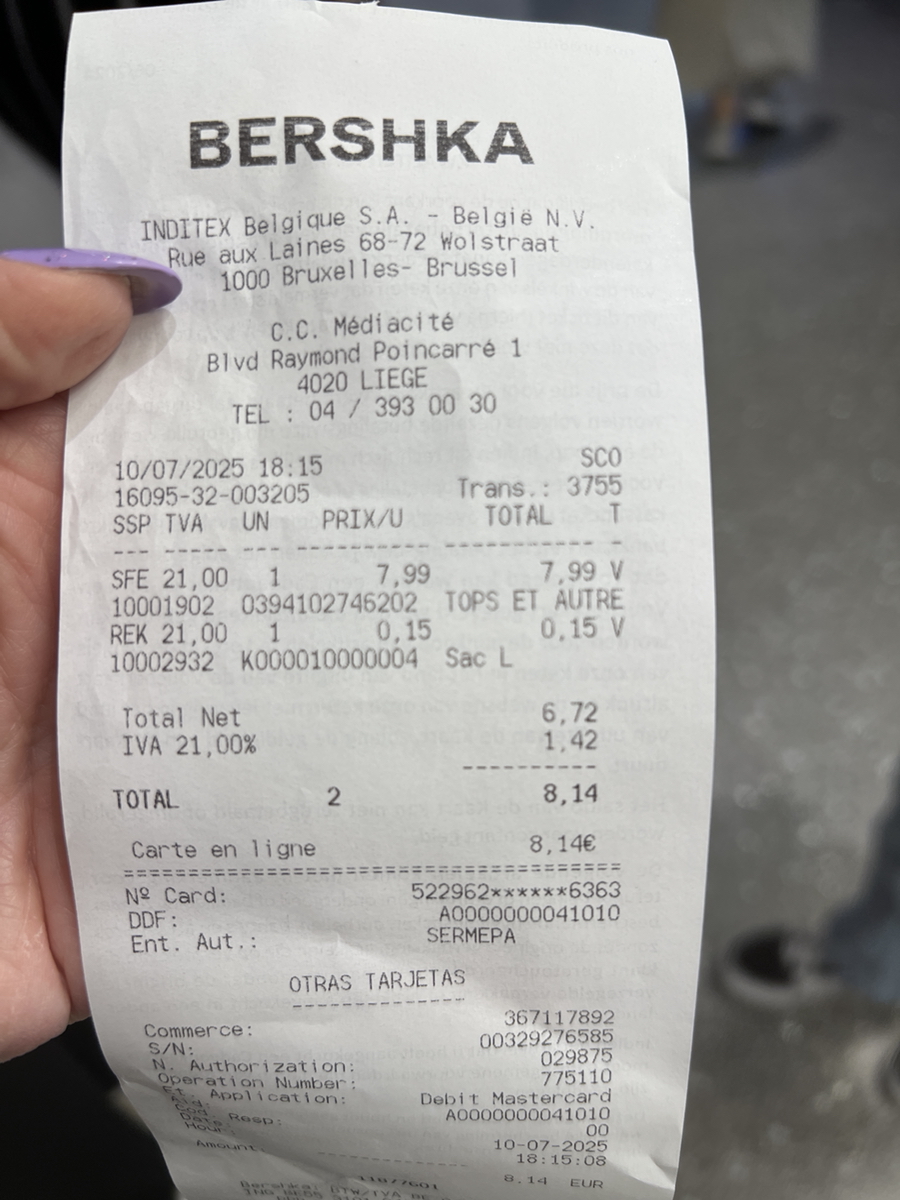 BERSHKA
INDITEX Belgique S.A. - België N.V.
Rue aux Laines 68-72 Wolstraat
1000 Bruxelles- Brussel
C.C. Médiacité
Blvd Raymond Poincarré 1
4020 LIEGE
TEL : 04 / 393 00 30
10/07/2025 18:15 SCO
16095-32-003205 Trans.: 3755
SSP TVA UN PRIX/U TOTAL T
--- ----- --- ---------- ----------- -
SFE 21,00 1 7,99 7,99 V
10001902 0394102746202 TOPS ET AUTRE
REK 21,00 1 0,15 0,15 V
10002932 K000010000004 Sac L
Total Net 6,72
IVA 21,00% 1,42
----------
TOTAL 2 8,14
Carte en ligne 8,14€
======================================
Nº Card: 522962******6363
DDF: A0000000041010
Ent. Aut.: SERMEPA
OTRAS TARJETAS
--------------
Commerce: 367117892
S/N: 00329276585
N. Authorization: 029875
Operation Number: 775110
Et. Application: Debit Mastercard
A0000000041010
Resp: 00
Date 10-07-2025
Hour: 18:15:08
Amount 8.14 EUR